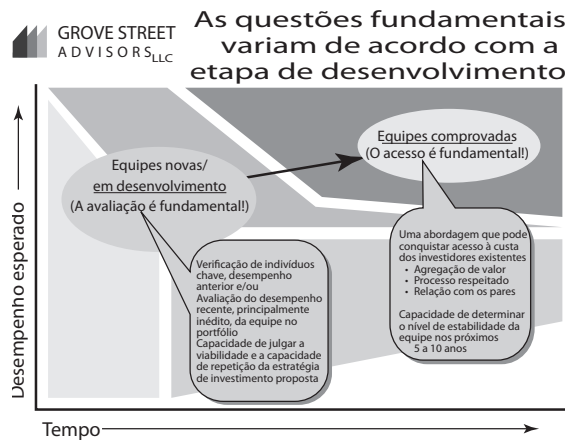 GROVE STREET
ADVISORS LLC
As questões fundamentais
variam de acordo com a
etapa de desenvolvimento
Desempenho esperado
Equipes novas/
em desenvolvimento
(A avaliação é fundamental!)
Equipes comprovadas
(O acesso é fundamental!)
Verificação de indivíduos
chave, desempenho
anterior e/ou
Avaliação do desempenho
recente, principalmente
inédito, da equipe no
portfólio
Capacidade de julgar a
viabilidade e a capacidade
de repetição da estratégia
de investimento proposta
Uma abordagem que pode
conquistar acesso à custa
dos investidores existentes
• Agregação de valor
• Processo respeitado
• Relação com os pares
Capacidade de determinar
o nível de estabilidade da
equipe nos próximos
5 a 10 anos
Tempo